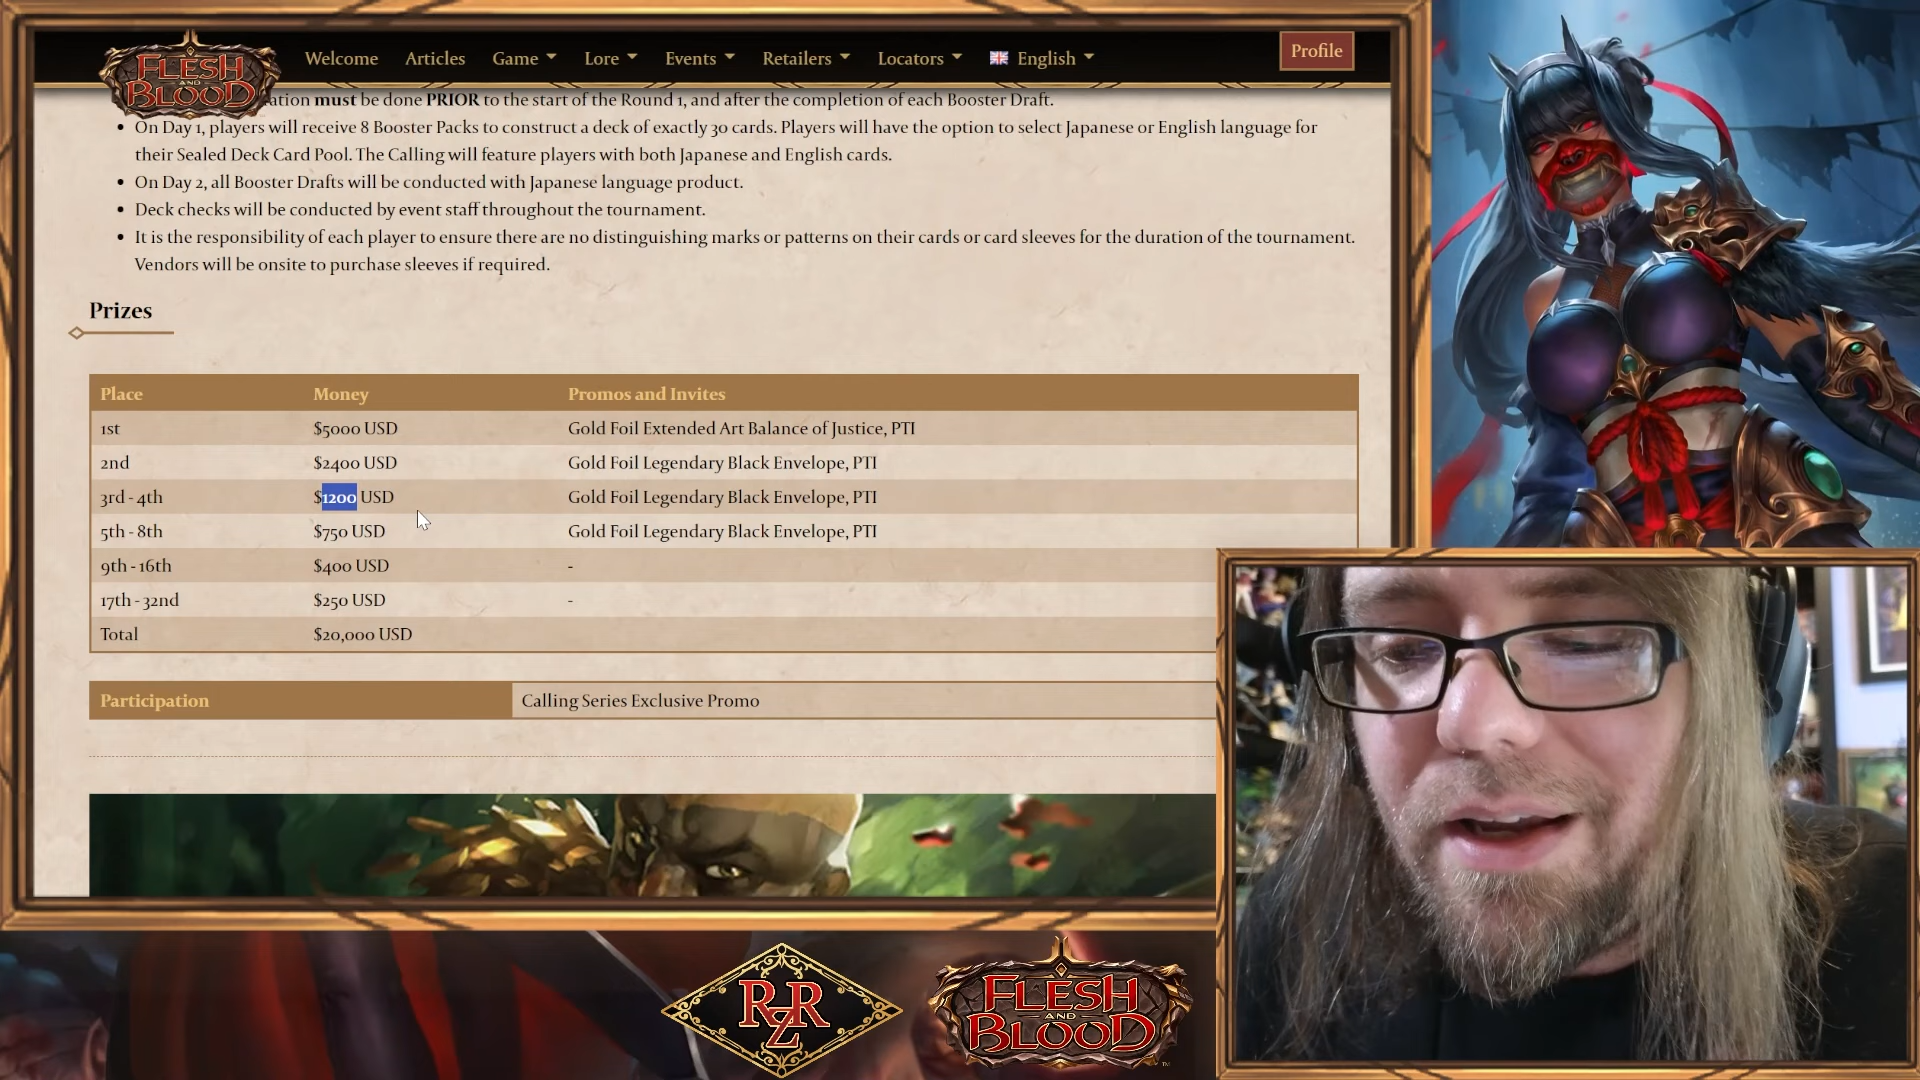 FLESH AND BLOOD
Welcome Articles Game Lore Events Retailers Locators English Profile
ation must be done PRIOR to the start of the Round 1, and after the completion of each Booster Draft.
On Day 1, players will receive 8 Booster Packs to construct a deck of exactly 30 cards. Players will have the option to select Japanese or English language for
their Sealed Deck Card Pool. The Calling will feature players with both Japanese and English cards.
On Day 2, all Booster Drafts will be conducted with Japanese language product.
Deck checks will be conducted by event staff throughout the tournament.
It is the responsibility of each player to ensure there are no distinguishing marks or patterns on their cards or card sleeves for the duration of the tournament.
Vendors will be onsite to purchase sleeves if required.
Prizes
Place Money Promos and Invites
1st $5000 USD Gold Foil Extended Art Balance of Justice, PTI
2nd $2400 USD Gold Foil Legendary Black Envelope, PTI
3rd - 4th $1200 USD Gold Foil Legendary Black Envelope, PTI
5th - 8th $750 USD Gold Foil Legendary Black Envelope, PTI
9th - 16th $400 USD -
17th - 32nd $250 USD -
Total $20,000 USD
Participation Calling Series Exclusive Promo
RZR
FLESH AND BLOOD